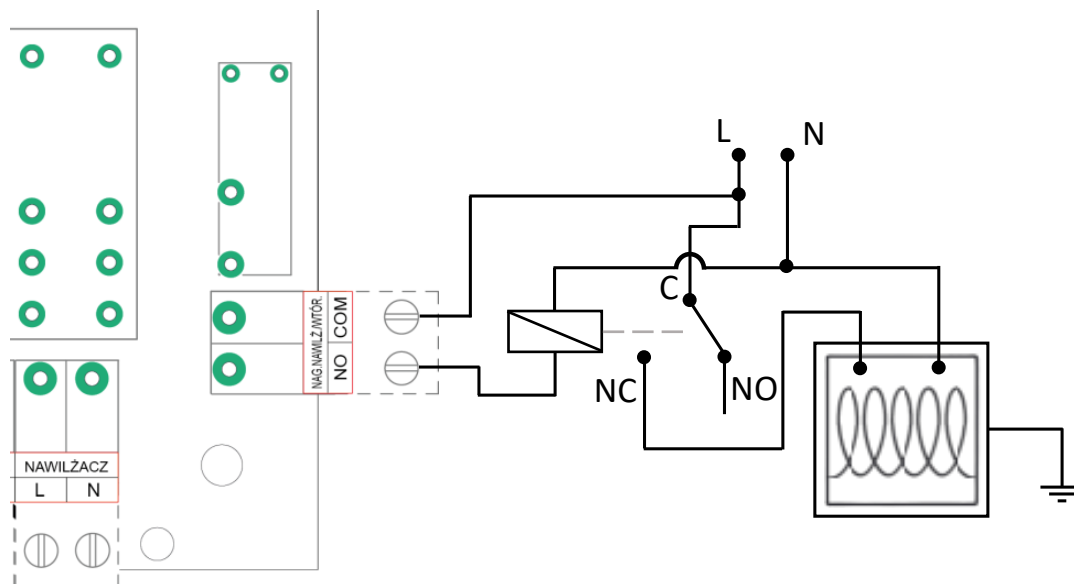 L N
C
NC NO
NAG.NAWILŻ./WTÓR.
COM
NO
NAWILŻACZ
L N